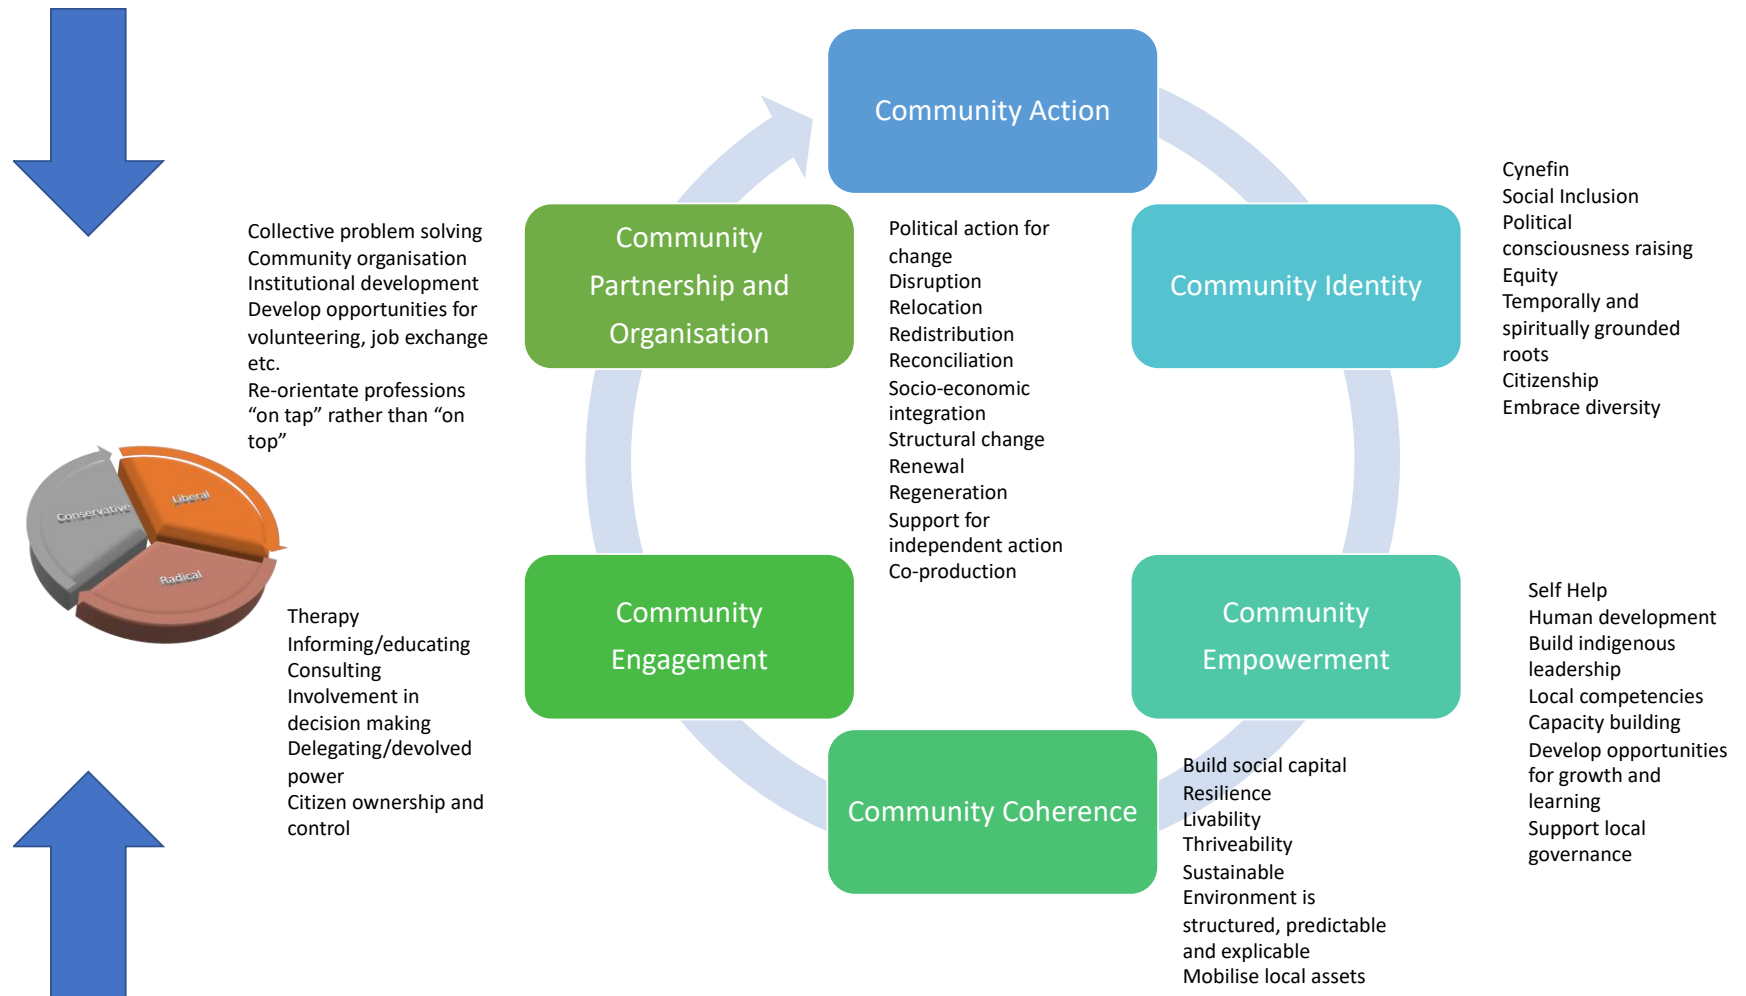 Community Action
Collective problem solving
Community organisation
Institutional development
Develop opportunities for
volunteering, job exchange
etc.
Re-orientate professions
“on tap” rather than “on
top”
Community
Partnership and
Organisation
Political action for
change
Disruption
Relocation
Redistribution
Reconciliation
Socio-economic
integration
Structural change
Renewal
Regeneration
Support for
independent action
Co-production
Community Identity
Cynefin
Social Inclusion
Political
consciousness raising
Equity
Temporally and
spiritually grounded
roots
Citizenship
Embrace diversity
Conservative
Liberal
Radical
Therapy
Informing/educating
Consulting
Involvement in
decision making
Delegating/devolved
power
Citizen ownership and
control
Community
Engagement
Community
Empowerment
Self Help
Human development
Build indigenous
leadership
Local competencies
Capacity building
Develop opportunities
for growth and
learning
Support local
governance
Community Coherence
Build social capital
Resilience
Livability
Thriveability
Sustainable
Environment is
structured, predictable
and explicable
Mobilise local assets